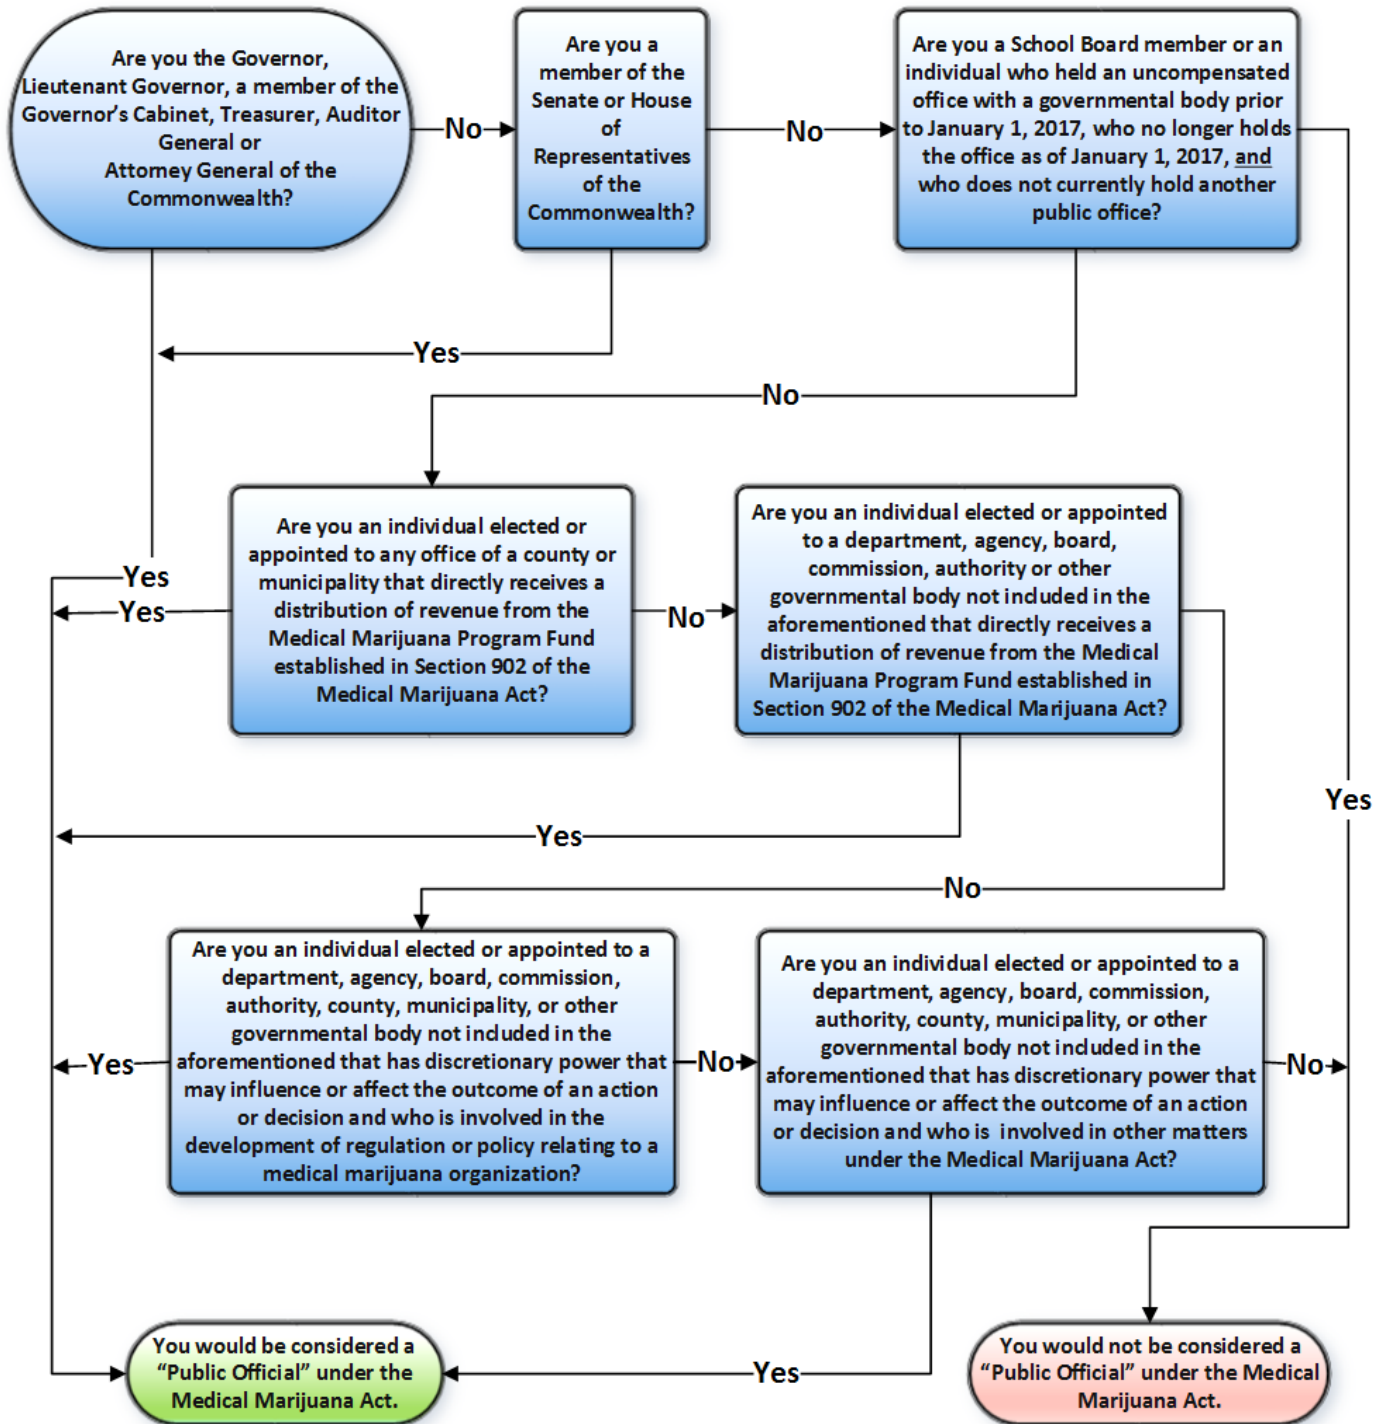 Are you the Governor,
Lieutenant Governor, a member of the
Governor's Cabinet, Treasurer, Auditor
General or
Attorney General of the
Commonwealth?
No
Are you a
member of the
Senate or House
of
Representatives
of the
Commonwealth?
No
Are you a School Board member or an
individual who held an uncompensated
office with a governmental body prior
to January 1, 2017, who no longer holds
the office as of January 1, 2017, and
who does not currently hold another
public office?
Yes
No
Yes
Yes
Are you an individual elected or
appointed to any office of a county or
municipality that directly receives a
distribution of revenue from the
Medical Marijuana Program Fund
established in Section 902 of the
Medical Marijuana Act?
No
Are you an individual elected or appointed
to a department, agency, board,
commission, authority or other
governmental body not included in the
aforementioned that directly receives a
distribution of revenue from the Medical
Marijuana Program Fund established in
Section 902 of the Medical Marijuana Act?
Yes
Yes
No
Yes
Are you an individual elected or appointed to a
department, agency, board, commission,
authority, county, municipality, or other
governmental body not included in the
aforementioned that has discretionary power that
may influence or affect the outcome of an action
or decision and who is involved in the
development of regulation or policy relating to a
medical marijuana organization?
No
Are you an individual elected or appointed to a
department, agency, board, commission,
authority, county, municipality, or other
governmental body not included in the
aforementioned that has discretionary power that
may influence or affect the outcome of an action
or decision and who is involved in other matters
under the Medical Marijuana Act?
No
You would be considered a
“Public Official” under the
Medical Marijuana Act.
Yes
You would not be considered a
“Public Official” under the Medical
Marijuana Act.